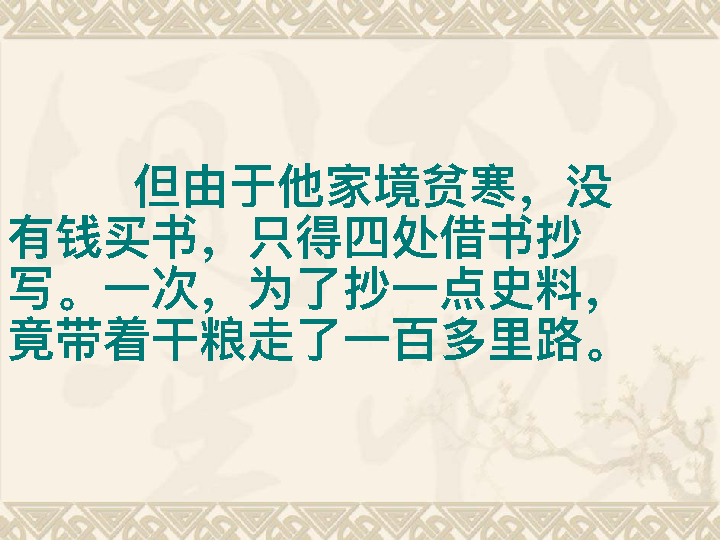 但由于他家境贫寒，没
有钱买书，只得四处借书抄
写。一次，为了抄一点史料，
竟带着干粮走了一百多里路。